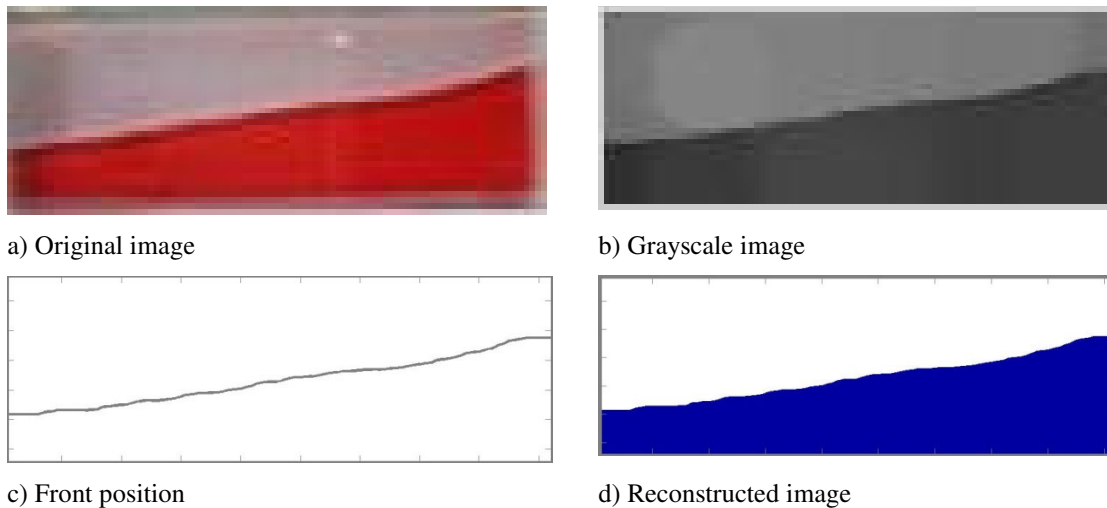 a) Original image
b) Grayscale image
c) Front position
d) Reconstructed image